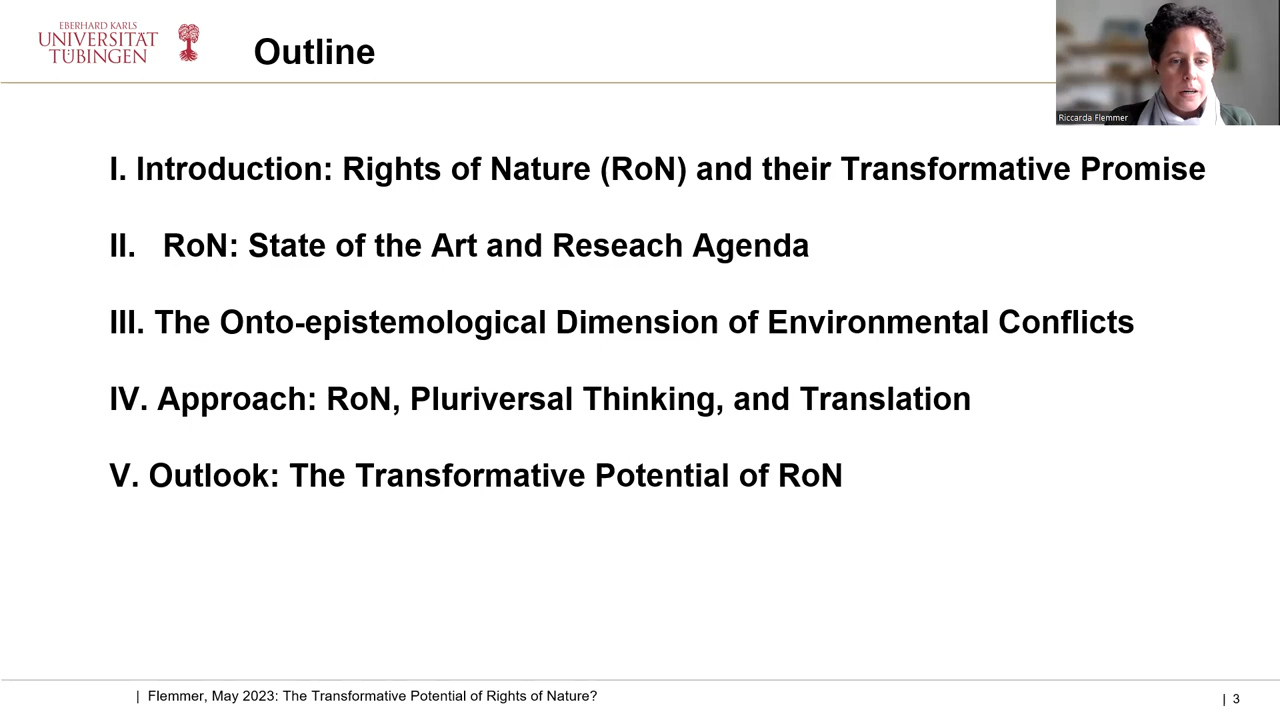 EBERHARD KARLS
UNIVERSITÄT
TÜBINGEN
Outline
Riccarda Flemmer
I. Introduction: Rights of Nature (RoN) and their Transformative Promise
II. RoN: State of the Art and Reseach Agenda
III. The Onto-epistemological Dimension of Environmental Conflicts
IV. Approach: RoN, Pluriversal Thinking, and Translation
V. Outlook: The Transformative Potential of RoN
| Flemmer, May 2023: The Transformative Potential of Rights of Nature?
| 3